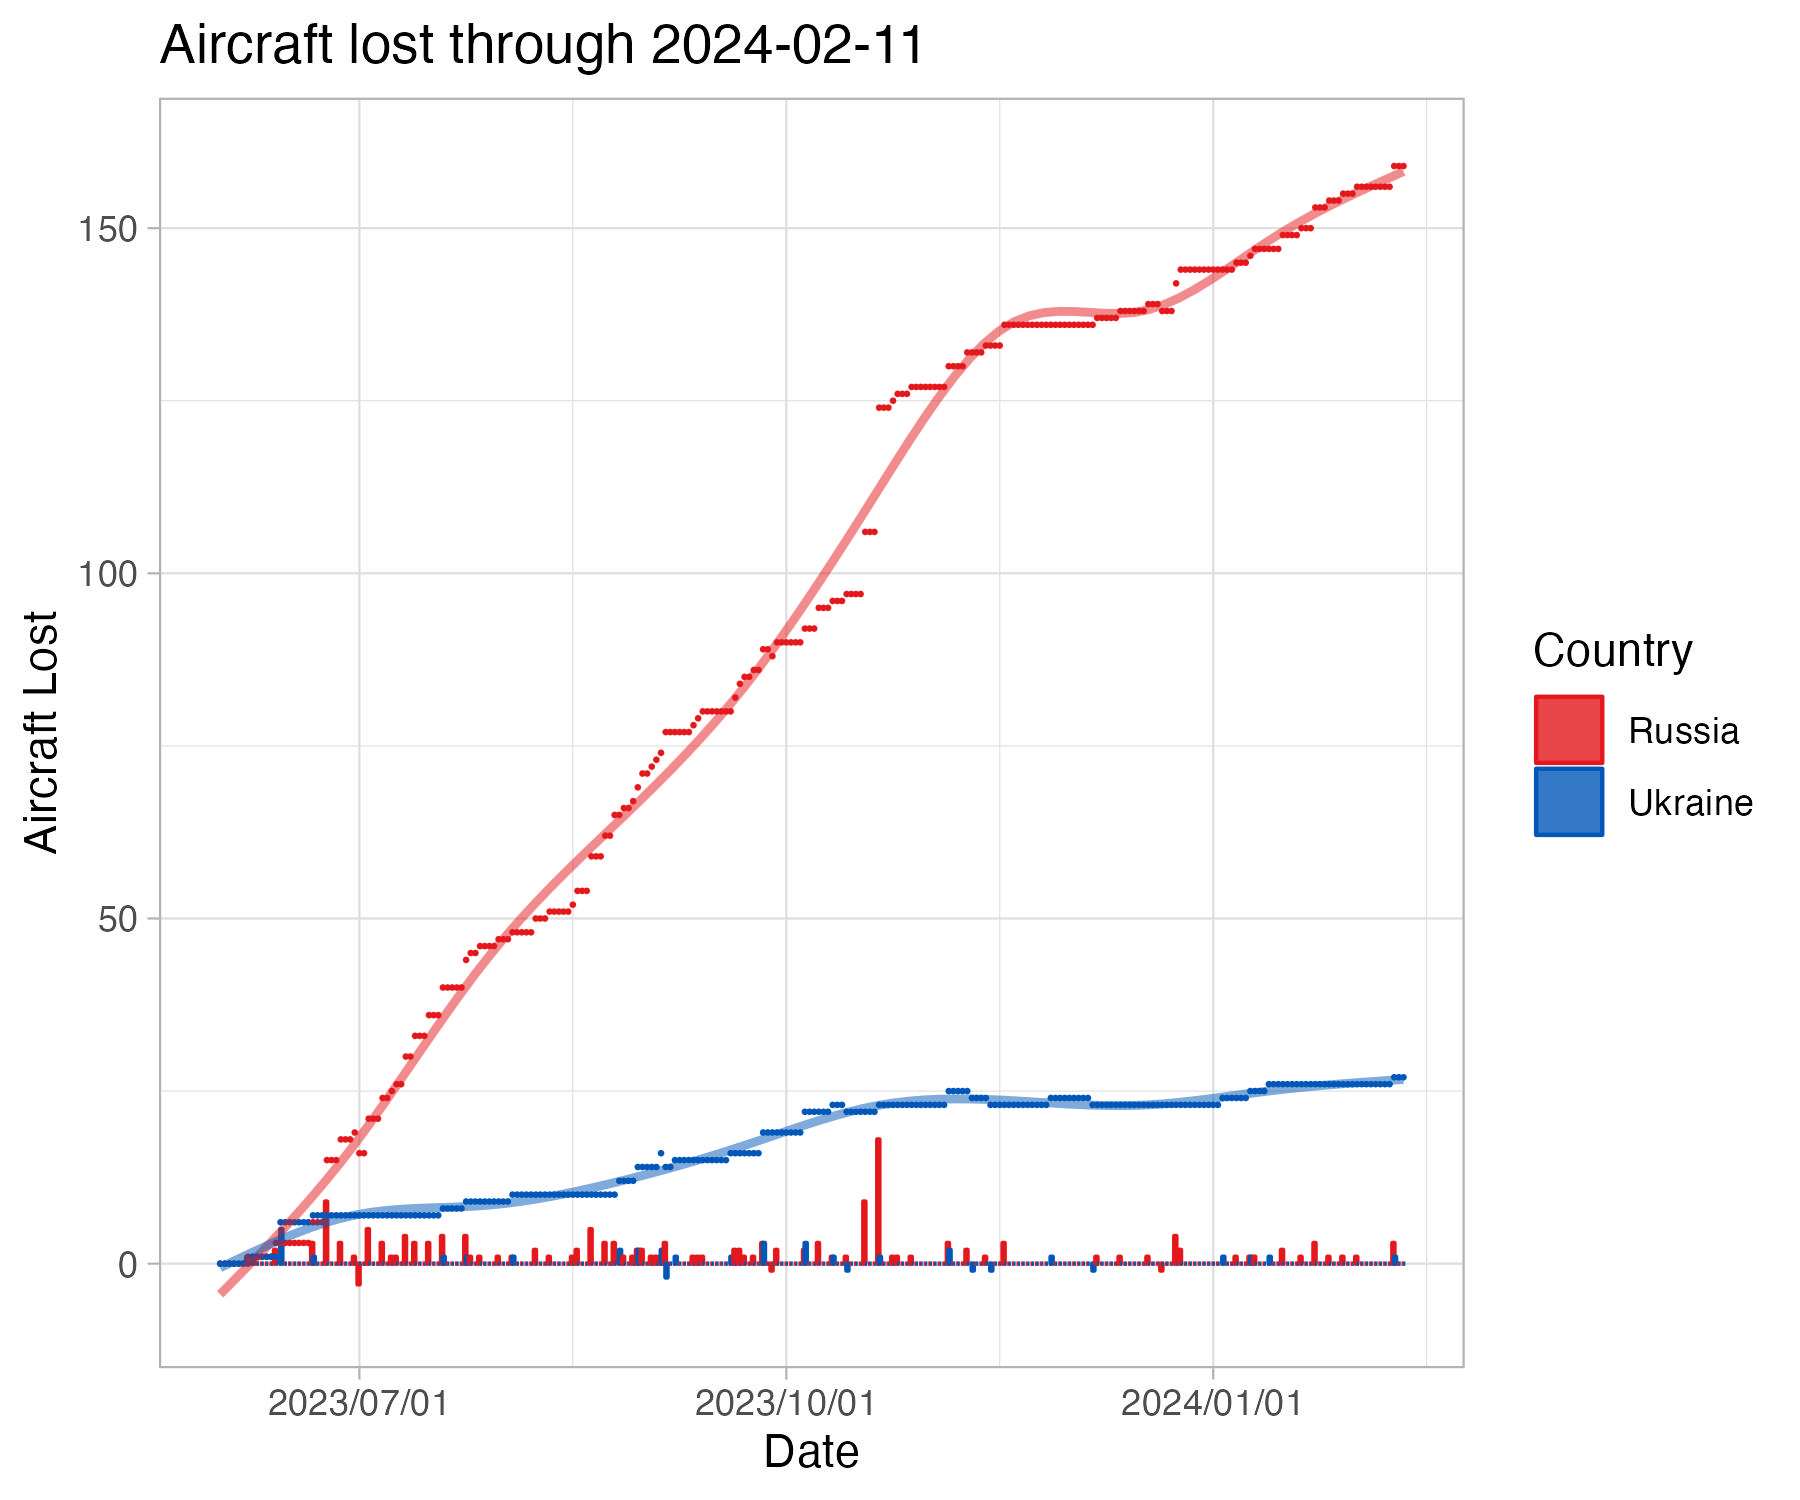 Aircraft lost through 2024-02-11
Aircraft Lost
150
100
50
0
2023/07/01
2023/10/01
2024/01/01
Date
Country
Russia
Ukraine